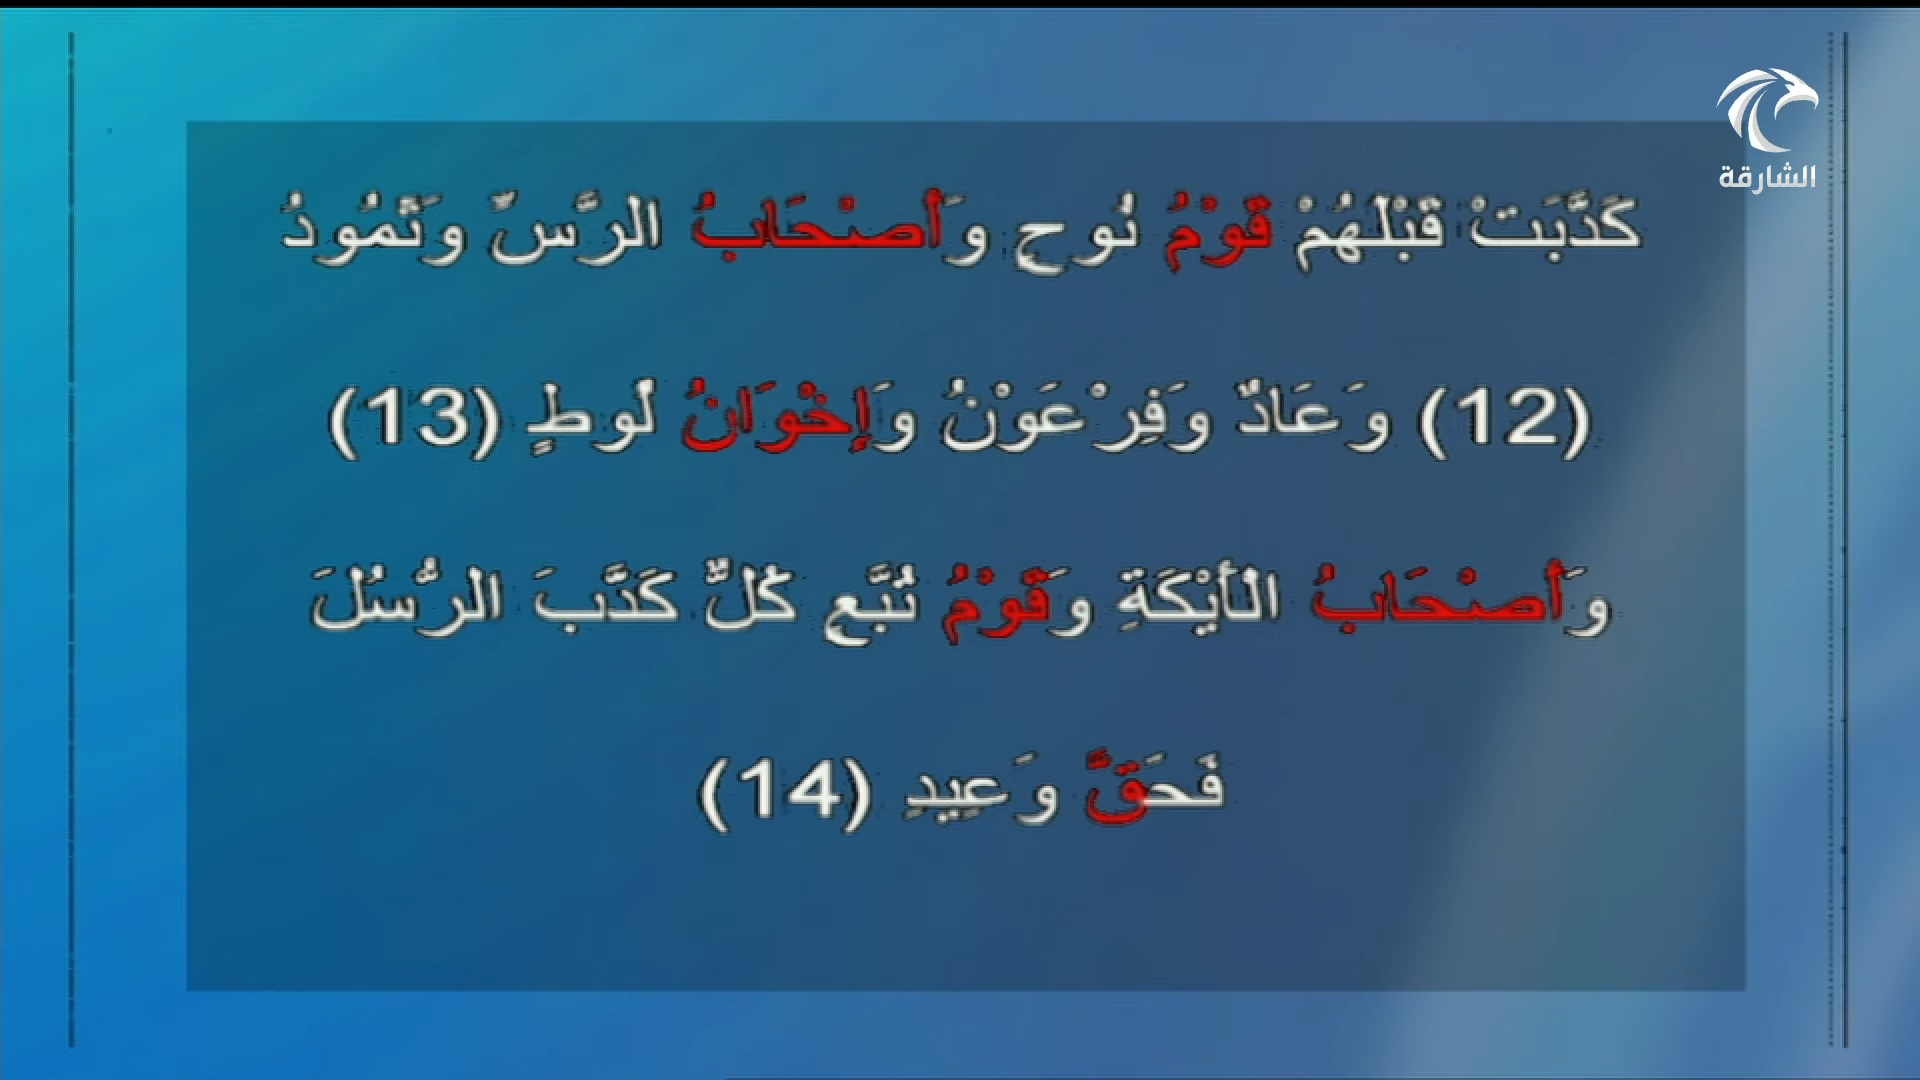 الشارقة
كَذَّبَتْ قَبْلَهُمْ قَوْمُ نُوحٍ وَأَصْحَابُ الرَّسِّ وَثَمُودُ
(12) وَعَادٌ وَفِرْعَوْنُ وَإِخْوَانُ لُوطٍ (13)
وَأَصْحَابُ الْأَيْكَةِ وَقَوْمُ تُبَّعٍ كُلٌّ كَذَّبَ الرُّسُلَ
فَحَقَّ وَعِيدِ (14)